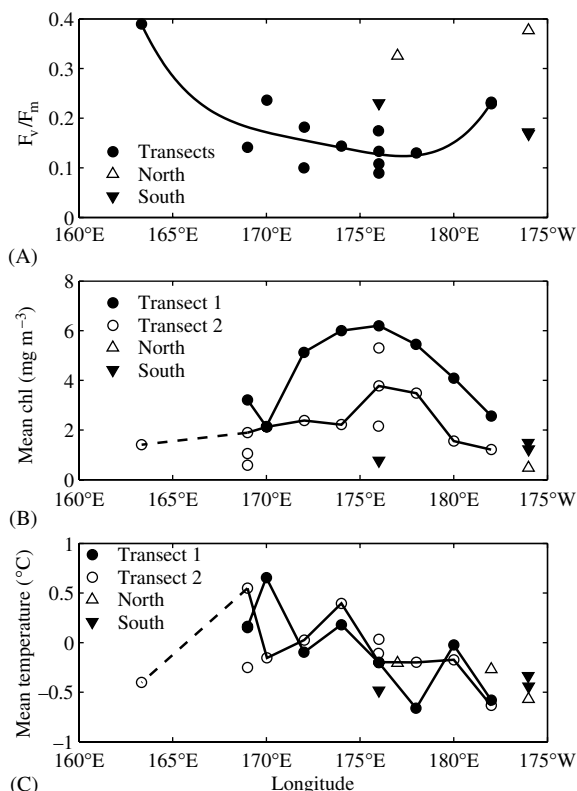 0.4
0.3
0.2
0.1
0
Fv/Fm
Transects
North
South
160°E 165°E 170°E 175°E 180°E 175°W
(A)
8
6
4
2
0
Mean chl (mg m⁻³)
Transect 1
Transect 2
North
South
160°E 165°E 170°E 175°E 180°E 175°W
(B)
1
0.5
0
−0.5
−1
Mean temperature (°C)
Transect 1
Transect 2
North
South
160°E 165°E 170°E 175°E 180°E 175°W
(C)
Longitude